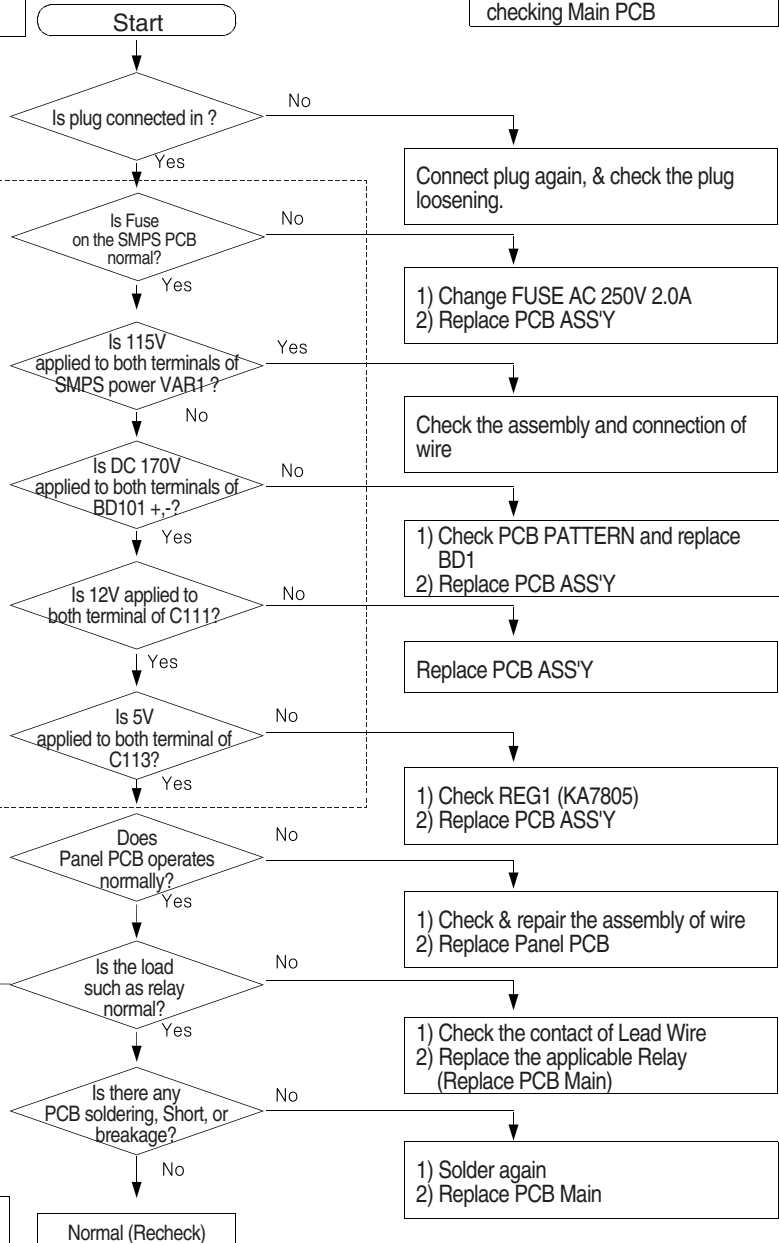 checking Main PCB
Start
Is plug connected in ?
No
Yes
Connect plug again, & check the plug
loosening.
Is Fuse
on the SMPS PCB
normal?
No
Yes
1) Change FUSE AC 250V 2.0A
2) Replace PCB ASS'Y
Is 115V
applied to both terminals of
SMPS power VAR1 ?
Yes
No
Check the assembly and connection of
wire
Is DC 170V
applied to both terminals of
BD101 +,-?
No
Yes
1) Check PCB PATTERN and replace
BD1
2) Replace PCB ASS'Y
Is 12V applied to
both terminal of C111?
No
Yes
Replace PCB ASS'Y
Is 5V
applied to both terminal of
C113?
No
Yes
1) Check REG1 (KA7805)
2) Replace PCB ASS'Y
Does
Panel PCB operates
normally?
No
Yes
1) Check & repair the assembly of wire
2) Replace Panel PCB
Is the load
such as relay
normal?
No
Yes
1) Check the contact of Lead Wire
2) Replace the applicable Relay
(Replace PCB Main)
Is there any
PCB soldering, Short, or
breakage?
No
No
1) Solder again
2) Replace PCB Main
Normal (Recheck)